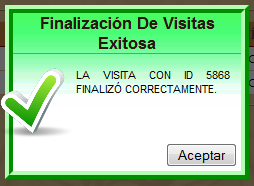 Finalización De Visitas
Exitosa
LA VISITA CON ID 5868
FINALIZÓ CORRECTAMENTE.
Aceptar